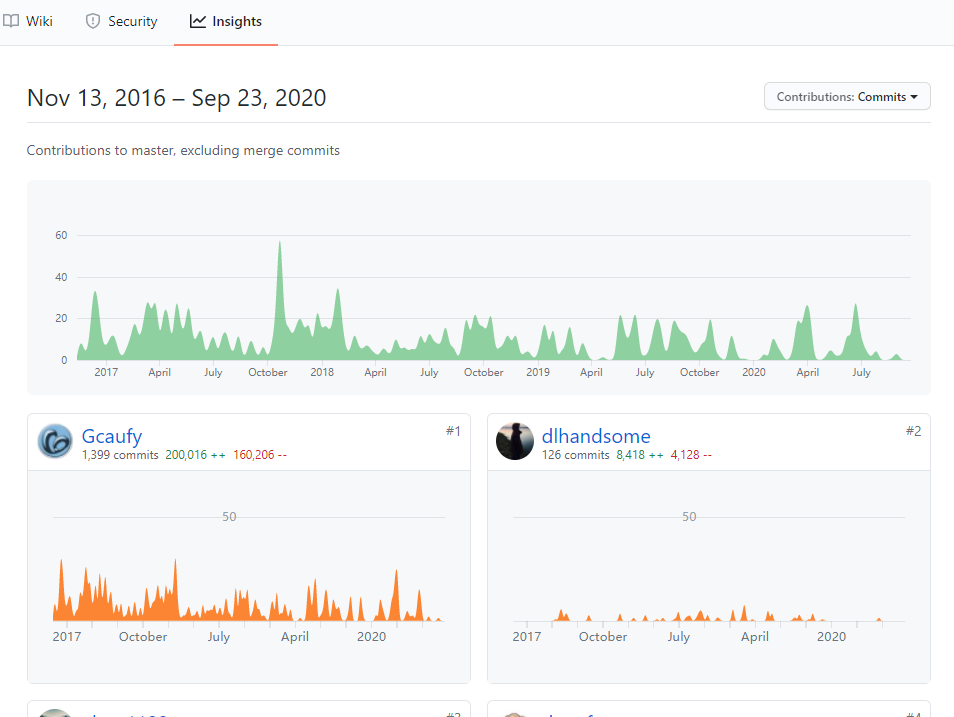 Wiki Security Insights
Nov 13, 2016 – Sep 23, 2020
Contributions: Commits
Contributions to master, excluding merge commits
60
40
20
0
2017 April July October 2018 April July October 2019 April July October 2020 April July
Gcaufy #1
1,399 commits 200,016 ++ 160,206 --
50
2017 October July April 2020
dlhandsome #2
126 commits 8,418 ++ 4,128 --
50
2017 October July April 2020